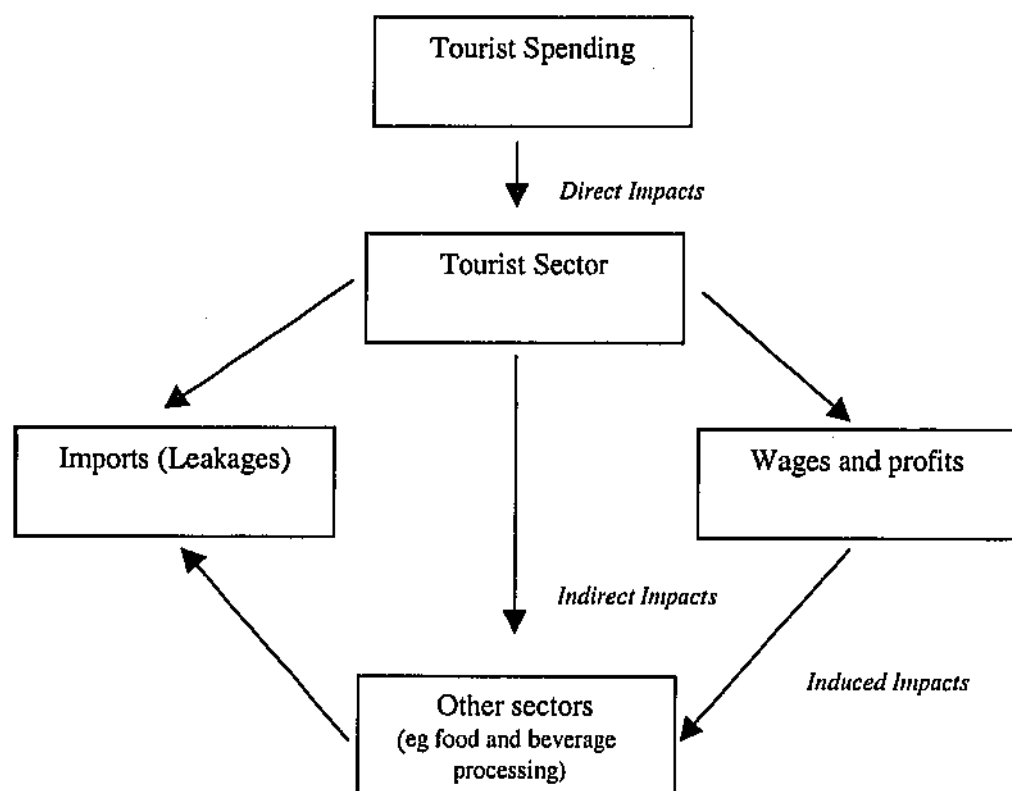 Tourist Spending
Direct Impacts
Tourist Sector
Imports (Leakages)
Wages and profits
Indirect Impacts
Induced Impacts
Other sectors
(eg food and beverage
processing)